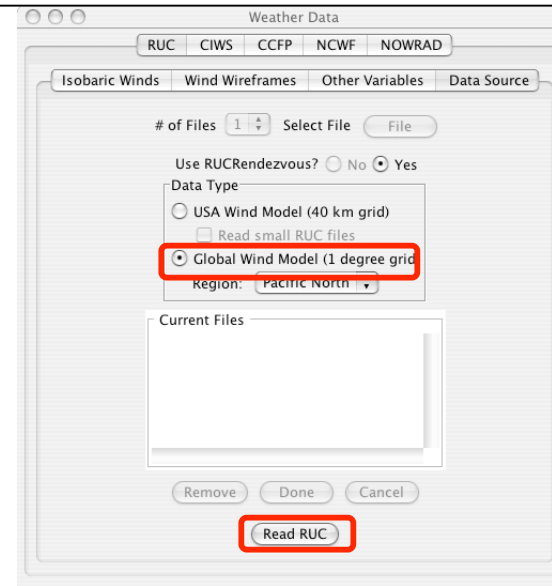 Weather Data
RUC CIWS CCFP NCWF NOWRAD
Isobaric Winds Wind Wireframes Other Variables Data Source
# of Files 1 Select File File
Use RUCRendezvous? No Yes
Data Type
USA Wind Model (40 km grid)
Read small RUC files
Global Wind Model (1 degree grid
Region: Pacific North
Current Files
Remove Done Cancel
Read RUC